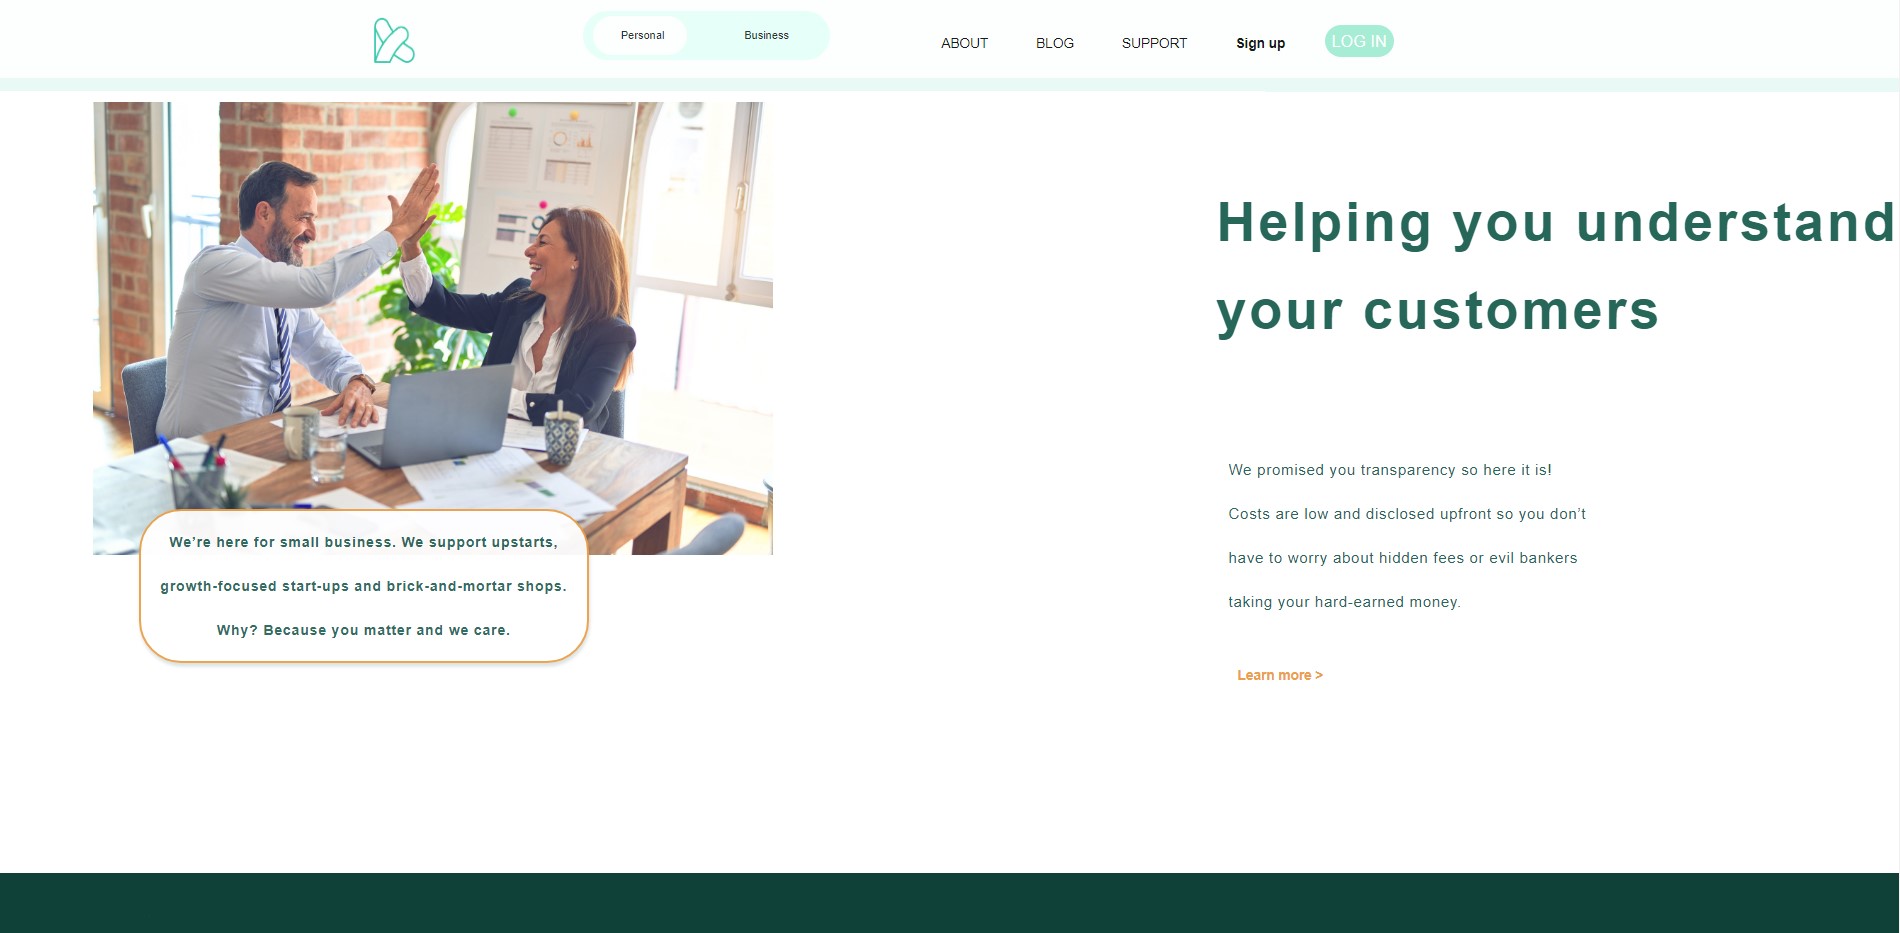 Personal
Business
ABOUT
BLOG
SUPPORT
Sign up
LOG IN
Helping you understand
your customers
We promised you transparency so here it is!
Costs are low and disclosed upfront so you don’t
have to worry about hidden fees or evil bankers
taking your hard-earned money.
Learn more >
We’re here for small business. We support upstarts,
growth-focused start-ups and brick-and-mortar shops.
Why? Because you matter and we care.